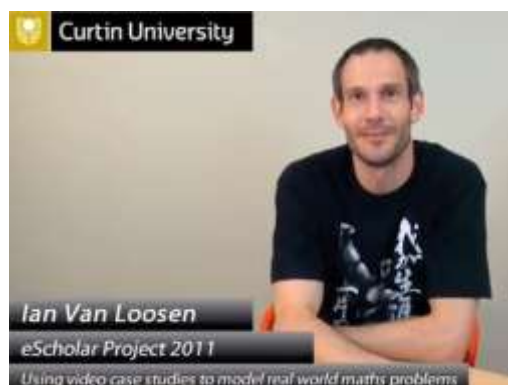 Curtin University
Ian Van Loosen
eScholar Project 2011
Using video case studies to model real world maths problems